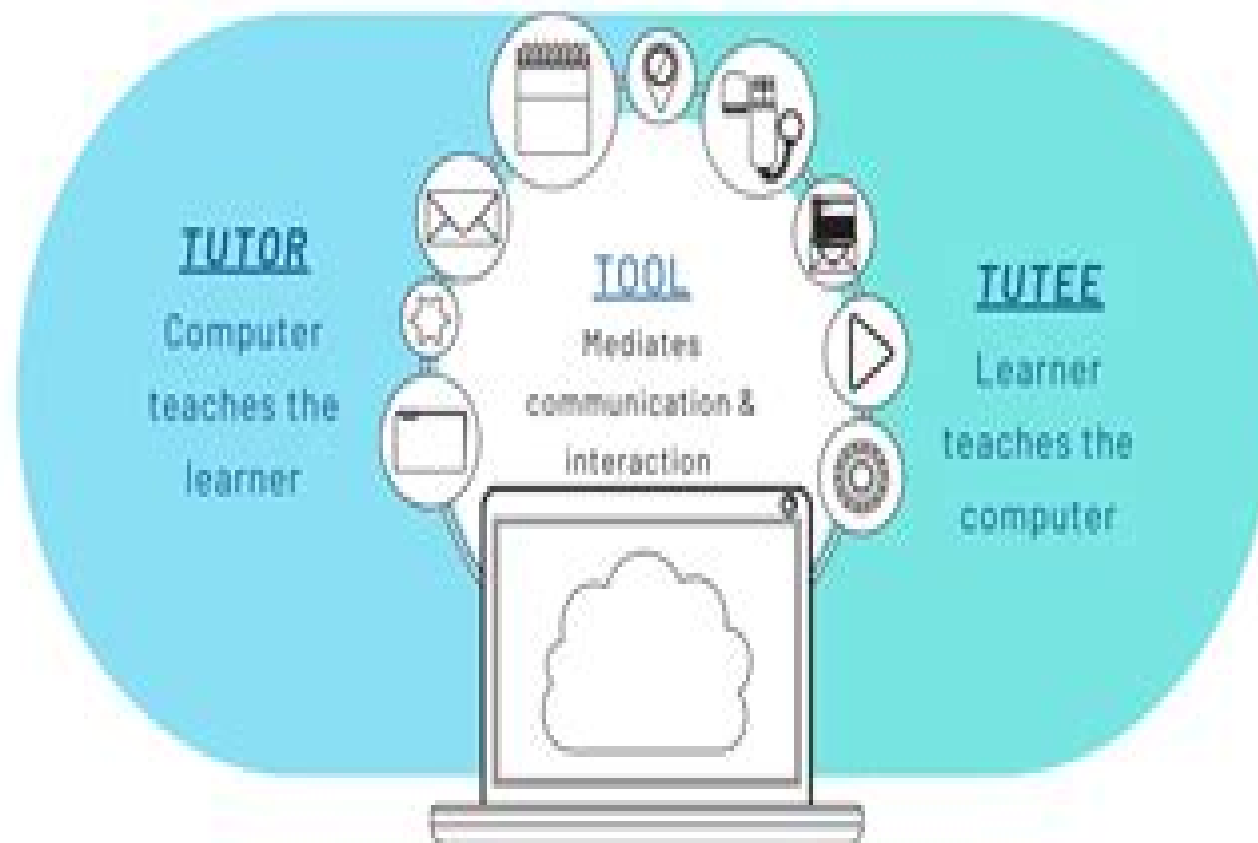 TUTOR
Computer
teaches the
learner
TOOL
Mediates
communication &
interaction
TUTEE
Learner
teaches the
computer